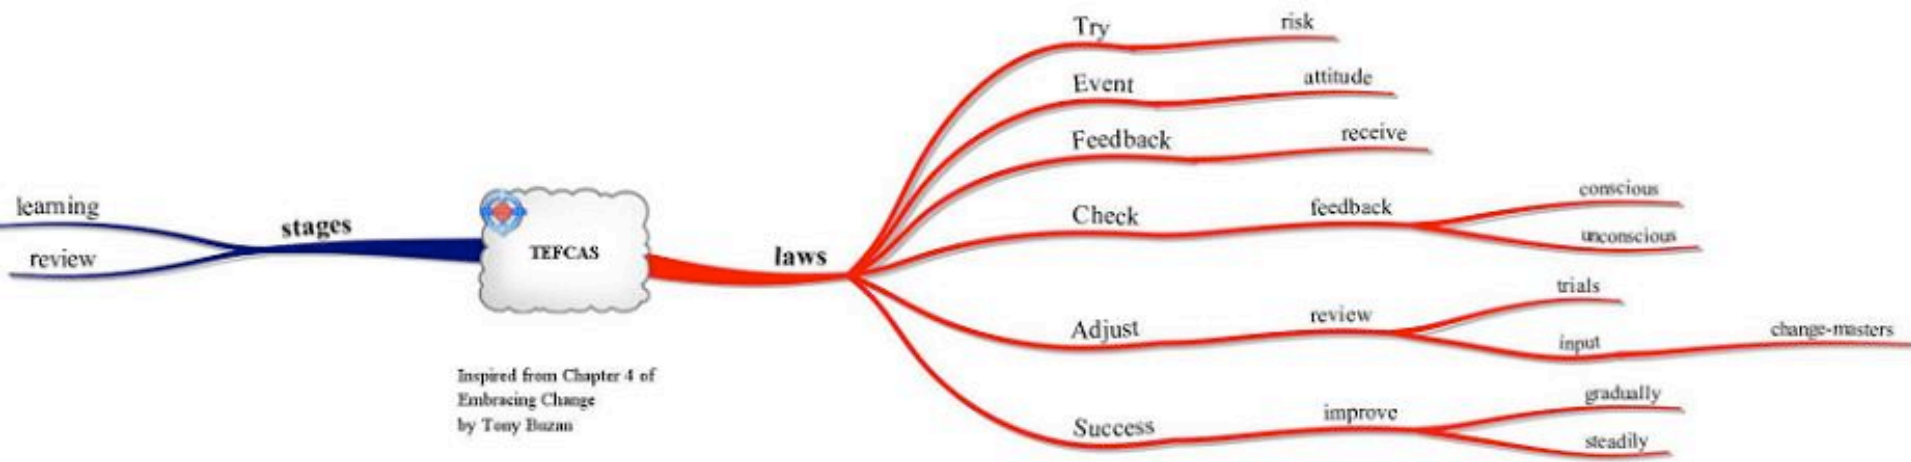 learning
review
stages
TEFCAS
Inspired from Chapter 4 of
Embracing Change
by Tony Buzan
laws
Try
risk
Event
attitude
Feedback
receive
Check
feedback
conscious
unconscious
Adjust
review
trials
input
change-masters
Success
improve
gradually
steadily